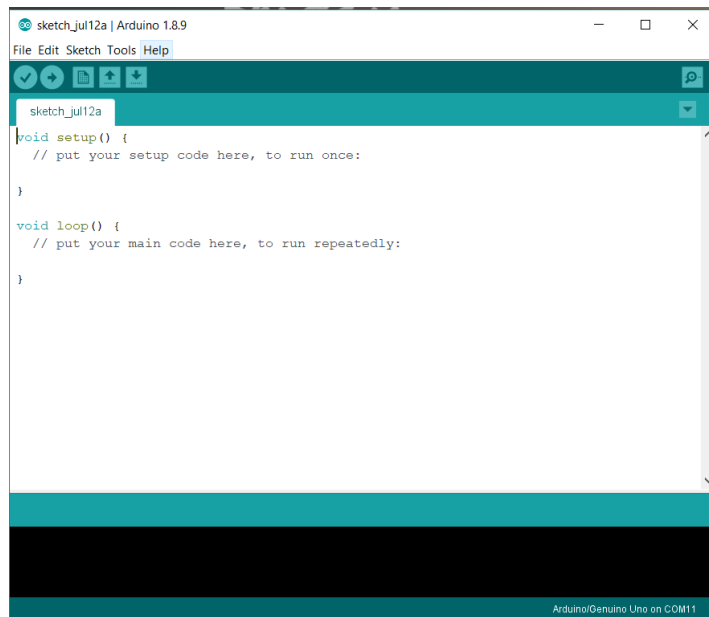 sketch_jul12a | Arduino 1.8.9
File Edit Sketch Tools Help
sketch_jul12a
void setup() {
  // put your setup code here, to run once:
}
void loop() {
  // put your main code here, to run repeatedly:
}
Arduino/Genuino Uno on COM11